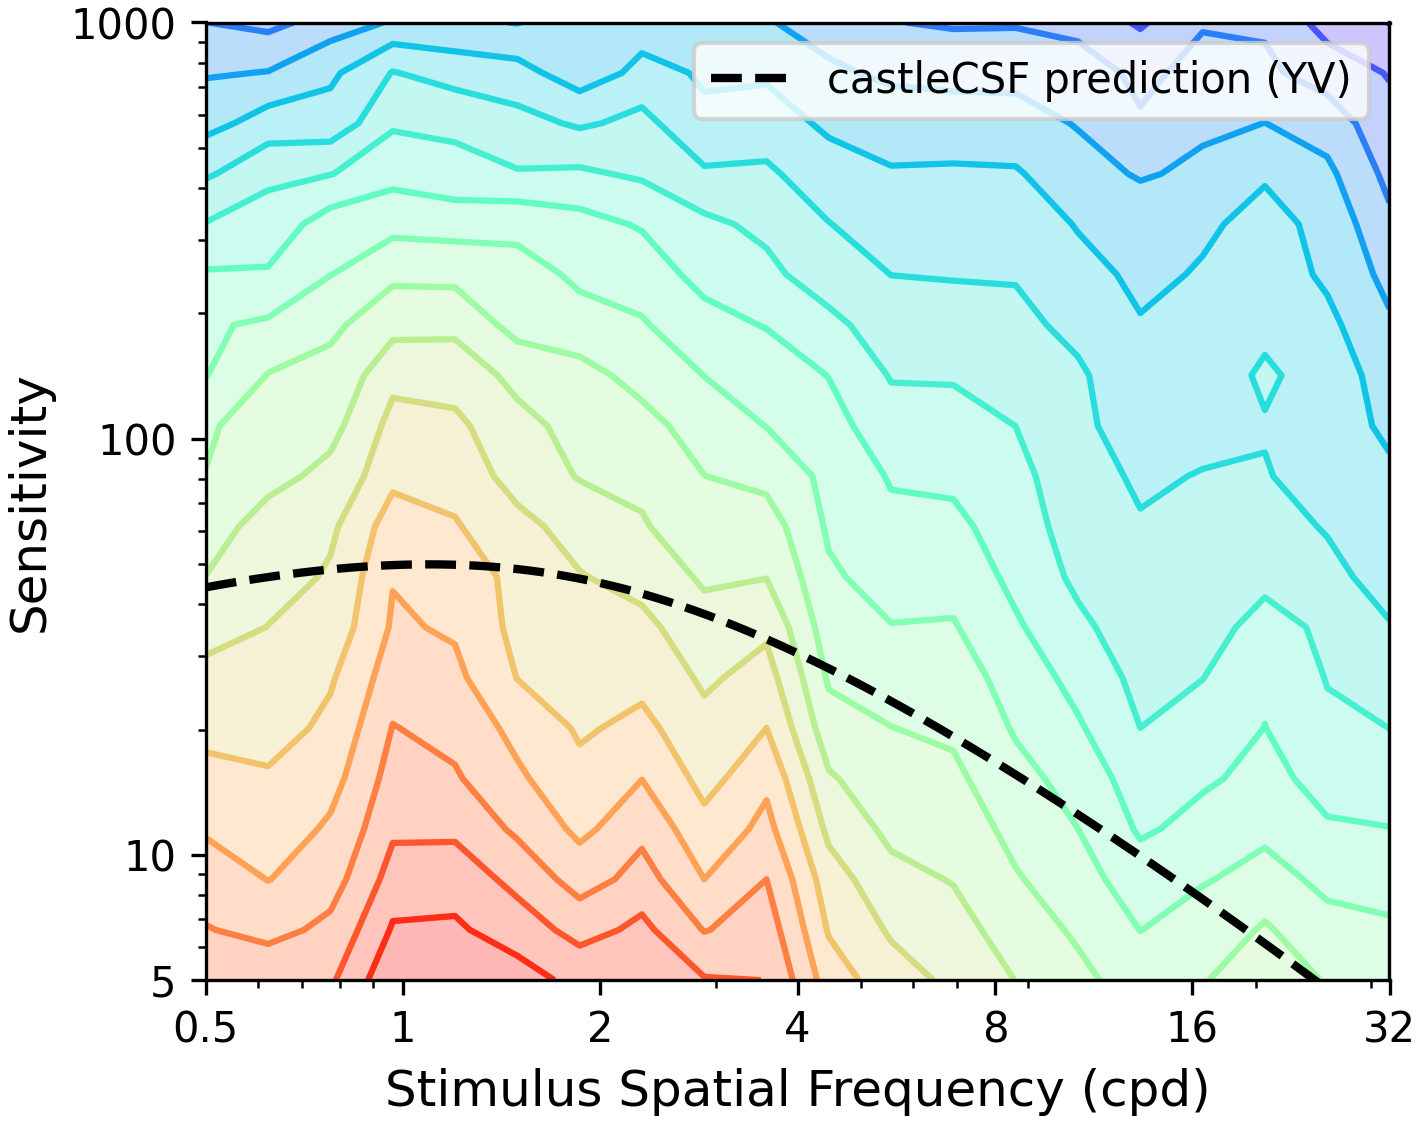 1000
castleCSF prediction (YV)
Sensitivity
100
10
5
0.5 1 2 4 8 16 32
Stimulus Spatial Frequency (cpd)